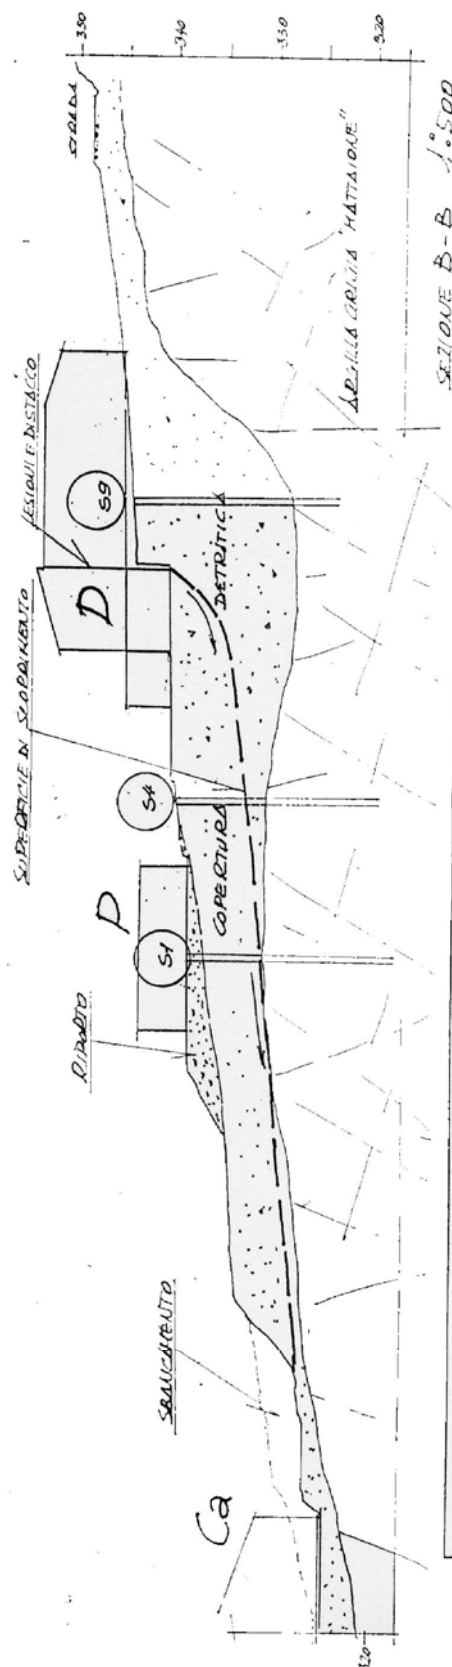 STRADA
350
340
330
320
LESIONI E DISTACCO
SUPERFICIE DI SCORRIMENTO
D
S9
S4
D
S1
RIPORTO
COPERTURA DETRITICA
ARGILLA GRIGIA "MATTAIONE"
SBANCAMENTO
Ca
320
SEZIONE B-B 1:500